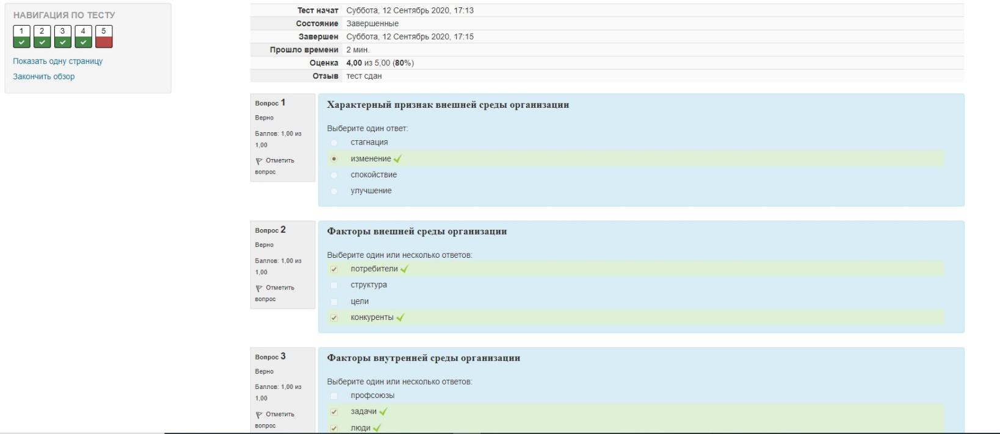 НАВИГАЦИЯ ПО ТЕСТУ
1 2 3 4 5
Показать одну страницу
Закончить обзор
Тест начат Суббота, 12 Сентябрь 2020, 17:13
Состояние Завершенные
Завершен Суббота, 12 Сентябрь 2020, 17:15
Прошло времени 2 мин.
Оценка 4,00 из 5,00 (80%)
Отзыв тест сдан
Вопрос 1
Верно
Баллов: 1,00 из
1,00
Отметить
вопрос
Характерный признак внешней среды организации
Выберите один ответ:
стагнация
изменение
спокойствие
улучшение
Вопрос 2
Верно
Баллов: 1,00 из
1,00
Отметить
вопрос
Факторы внешней среды организации
Выберите один или несколько ответов:
потребители
структура
цели
конкуренты
Вопрос 3
Верно
Баллов: 1,00 из
1,00
Отметить
вопрос
Факторы внутренней среды организации
Выберите один или несколько ответов:
профсоюзы
задачи
люди